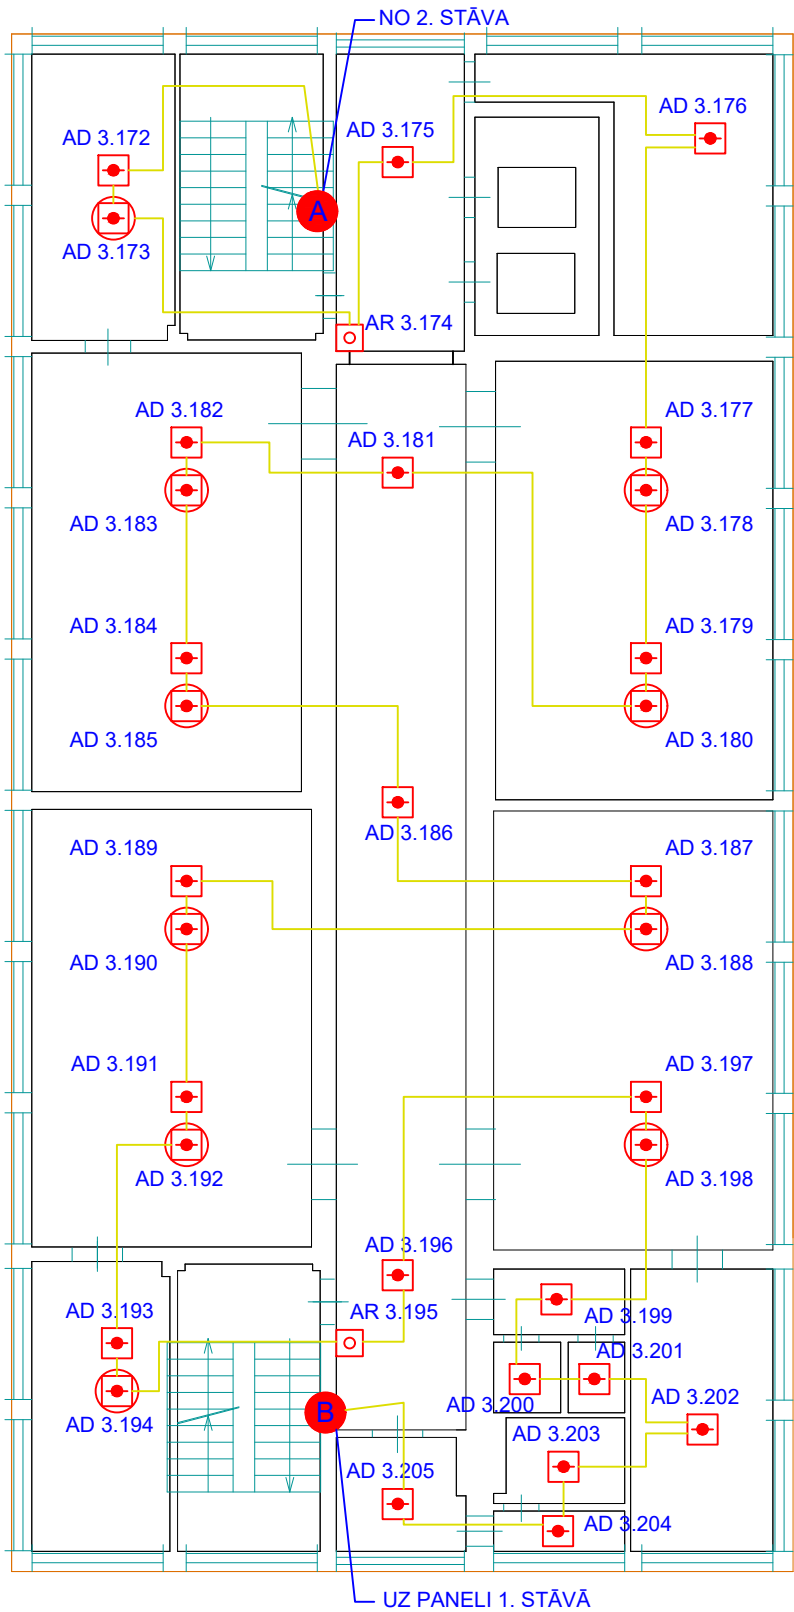 NO 2. STĀVA
AD 3.176
AD 3.172
AD 3.175
A
AD 3.173
AR 3.174
AD 3.182
AD 3.177
AD 3.181
AD 3.183
AD 3.178
AD 3.184
AD 3.179
AD 3.185
AD 3.180
AD 3.186
AD 3.189
AD 3.187
AD 3.190
AD 3.188
AD 3.191
AD 3.197
AD 3.192
AD 3.198
AD 3.196
AD 3.193
AR 3.195
AD 3.199
AD 3.201
AD 3.200
AD 3.202
AD 3.194
B
AD 3.203
AD 3.205
AD 3.204
UZ PANELI 1. STĀVĀ